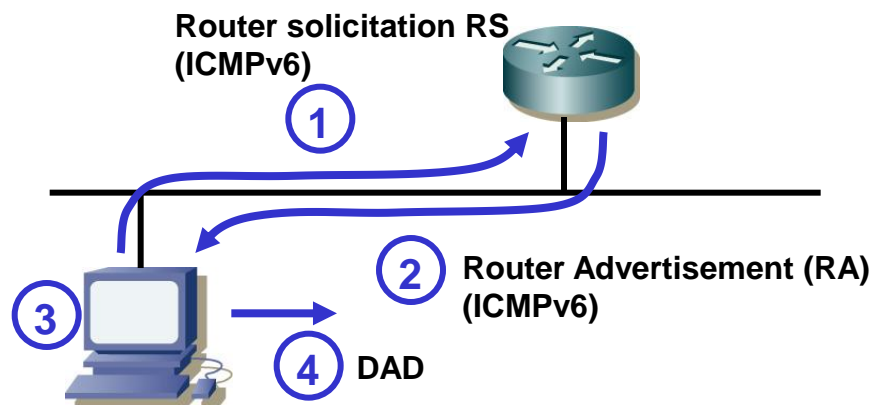 Router solicitation RS
(ICMPv6)
1
2
Router Advertisement (RA)
(ICMPv6)
3
4
DAD